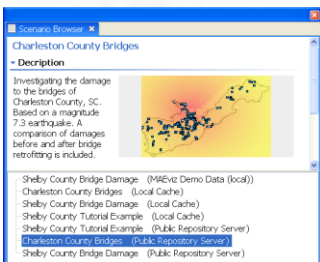 Scenario Browser
Charleston County Bridges
Decription
Investigating the damage
to the bridges of
Charleston County, SC.
Based on a magnitude
7.3 earthquake. A
comparison of damages
before and after bridge
retrofitting is included.
Shelby County Bridge Damage (MAEviz Demo Data (local))
Charleston County Bridges (Local Cache)
Shelby County Bridge Damage (Local Cache)
Shelby County Tutorial Example (Local Cache)
Shelby County Tutorial Example (Public Repository Server)
Charleston County Bridges (Public Repository Server)
Shelby County Bridge Damage (Public Repository Server)